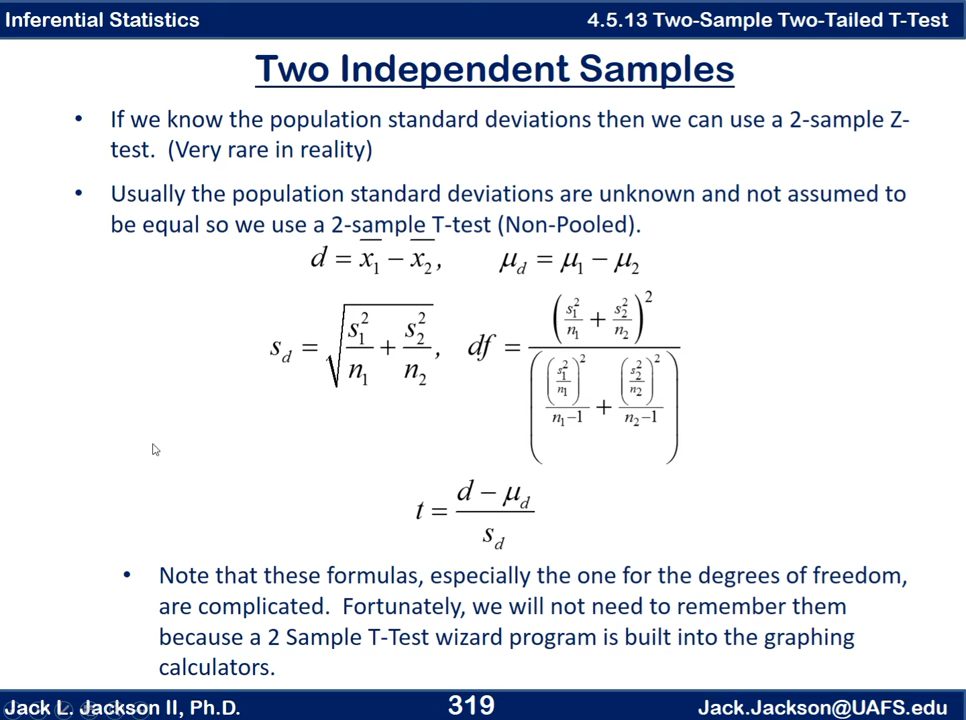 Inferential Statistics 4.5.13 Two-Sample Two-Tailed T-Test
Two Independent Samples
• If we know the population standard deviations then we can use a 2-sample Z-
test. (Very rare in reality)
• Usually the population standard deviations are unknown and not assumed to
be equal so we use a 2-sample T-test (Non-Pooled).
d = x̄₁ − x̄₂, μ_d = μ₁ − μ₂
s_d = √(s₁²/n₁ + s₂²/n₂), df = (s₁²/n₁ + s₂²/n₂)² / ((s₁²/n₁)²/(n₁−1) + (s₂²/n₂)²/(n₂−1))
t = (d − μ_d)/s_d
• Note that these formulas, especially the one for the degrees of freedom,
are complicated. Fortunately, we will not need to remember them
because a 2 Sample T-Test wizard program is built into the graphing
calculators.
Jack L. Jackson II, Ph.D. 319 Jack.Jackson@UAFS.edu